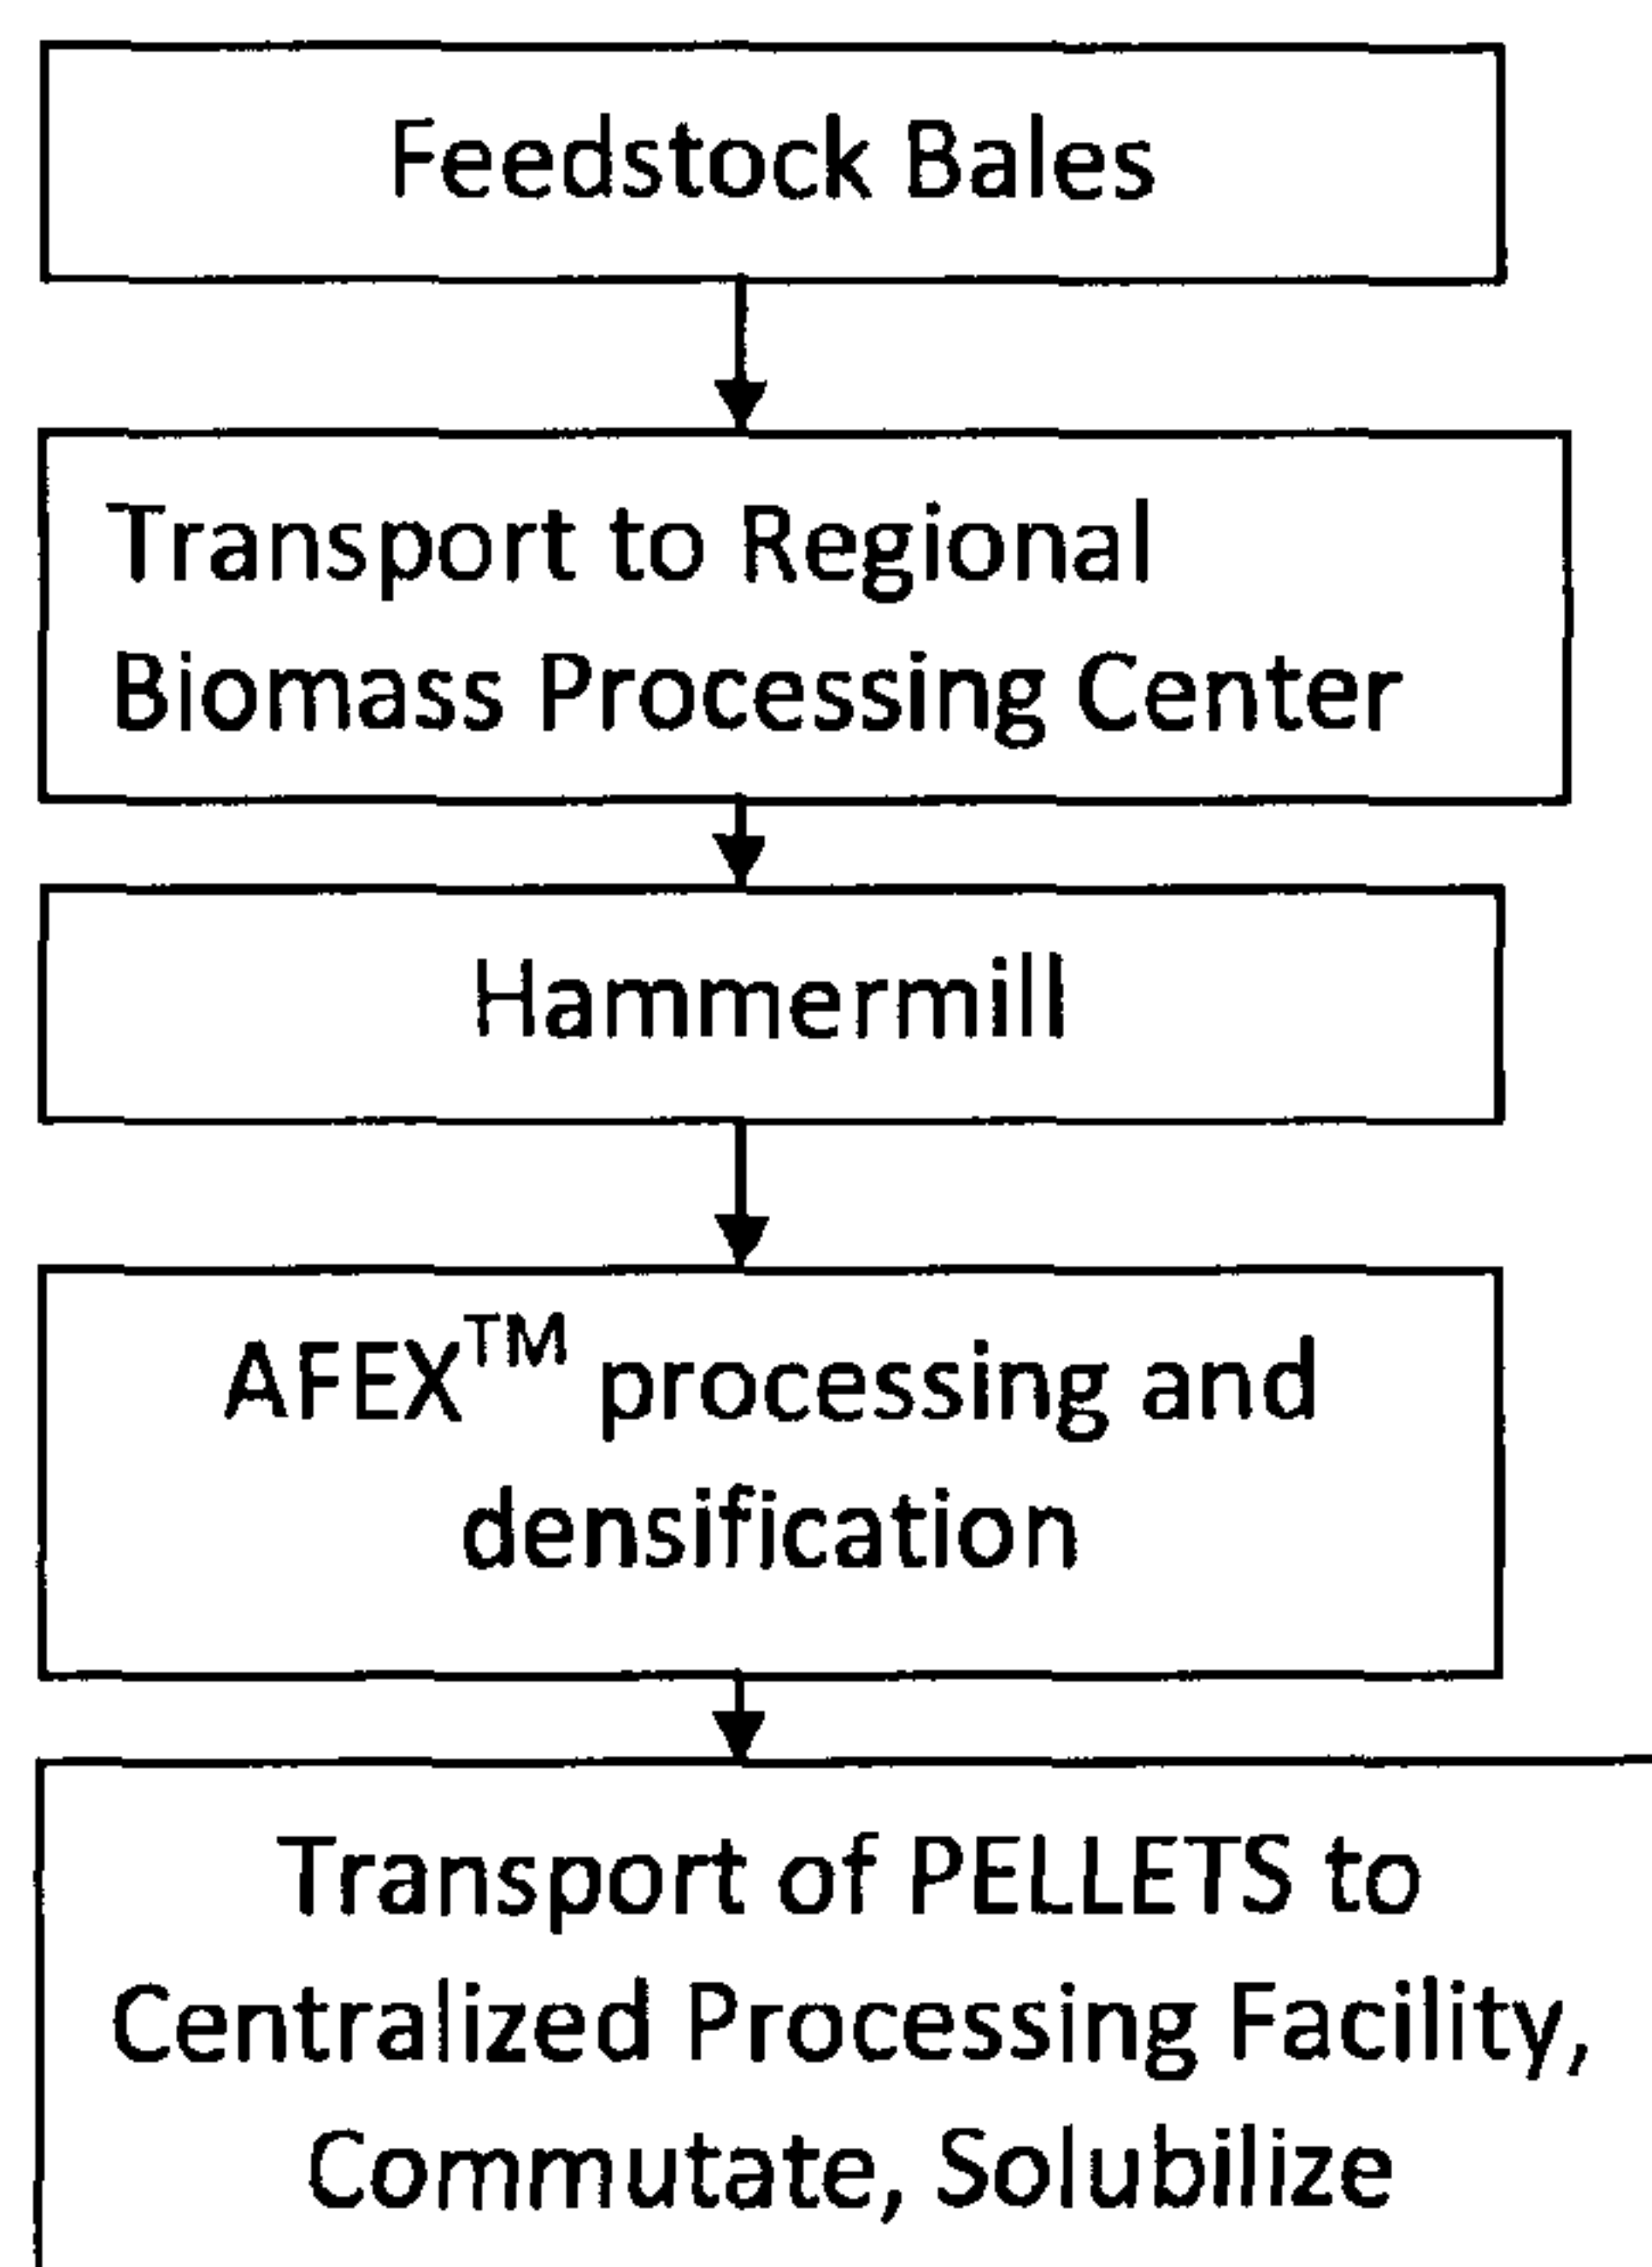 Feedstock Bales
Transport to Regional
Biomass Processing Center
Hammermill
AFEX™ processing and
densification
Transport of PELLETS to
Centralized Processing Facility,
Commutate, Solubilize